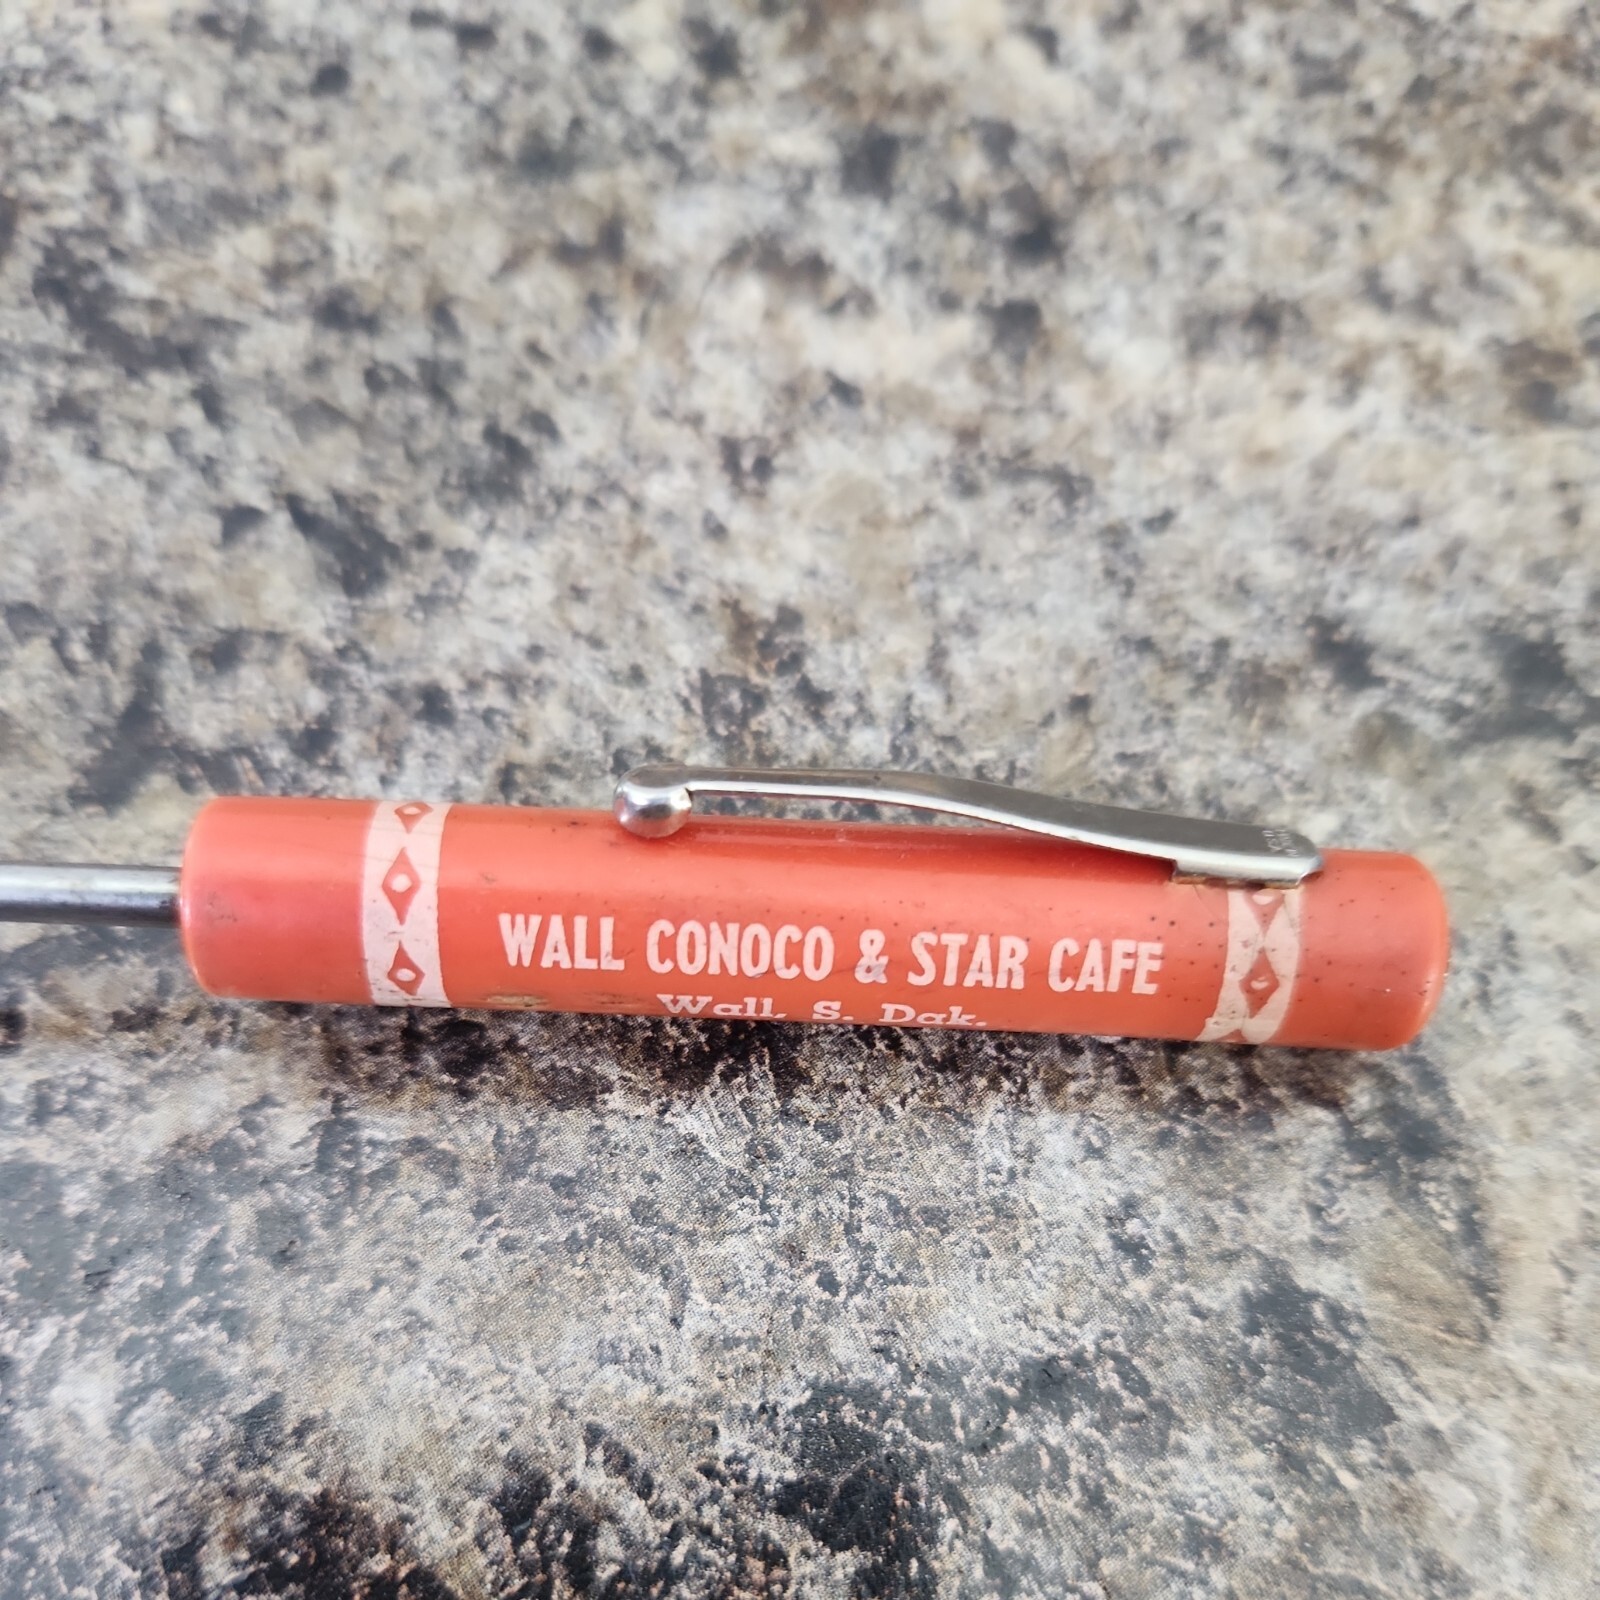 WALL CONOCO & STAR CAFE
Wall, S. Dak.